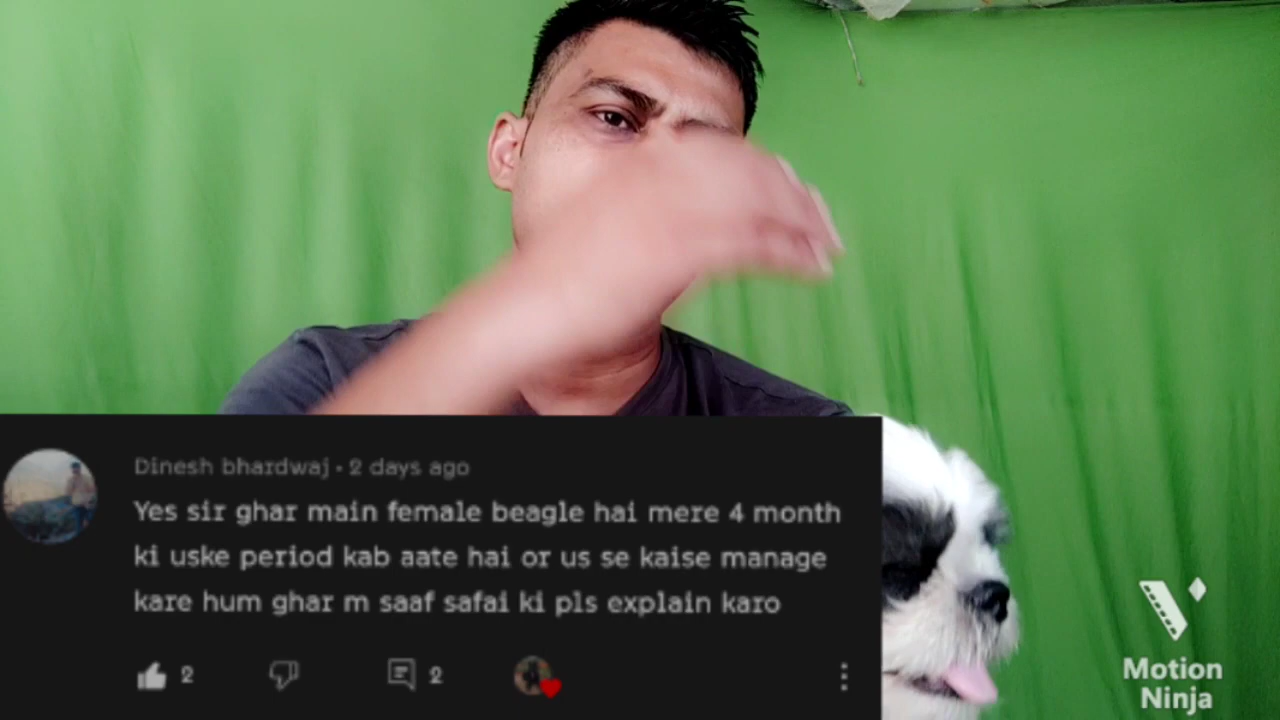 Dinesh bhardwaj · 2 days ago
Yes sir ghar main female beagle hai mere 4 month
ki uske period kab aate hai or us se kaise manage
kare hum ghar m saaf safai ki pls explain karo
2
2
Motion
Ninja